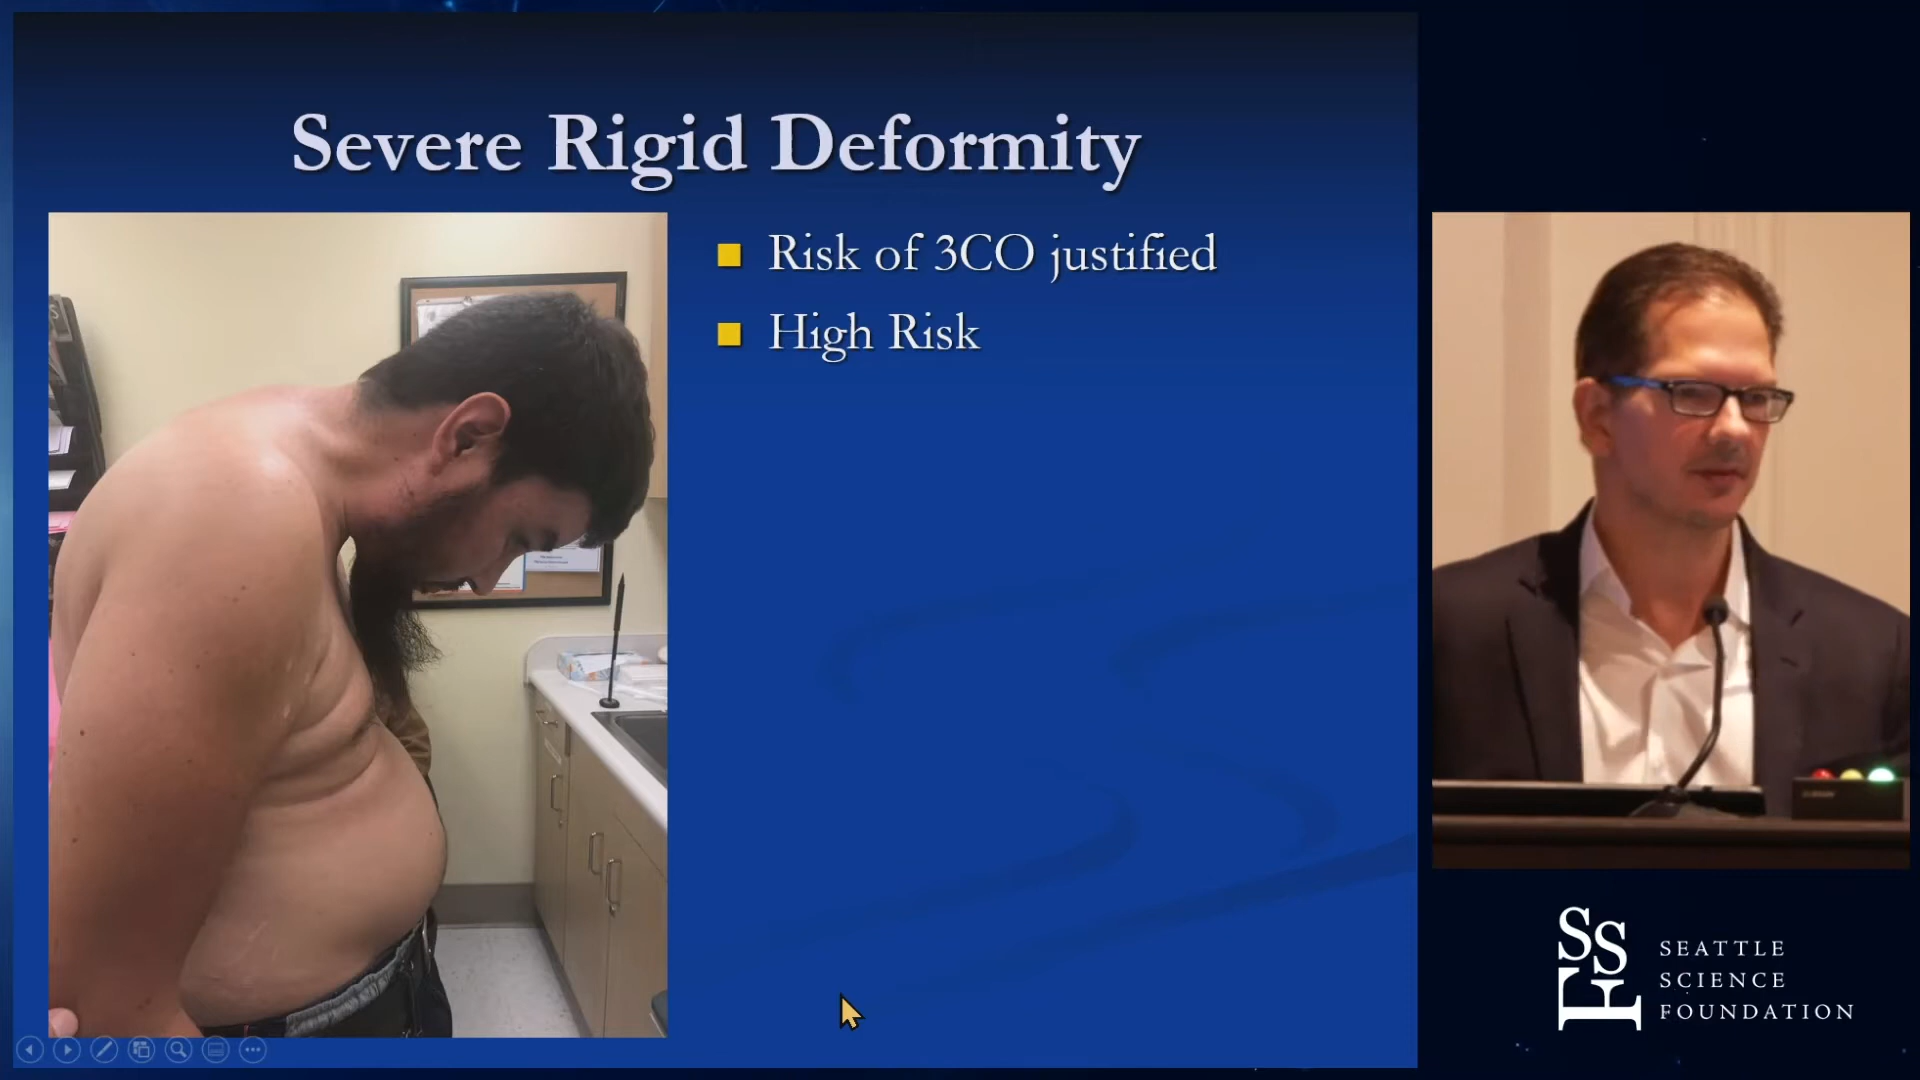 Severe Rigid Deformity
Risk of 3CO justified
High Risk
SSF
SEATTLE
SCIENCE
FOUNDATION